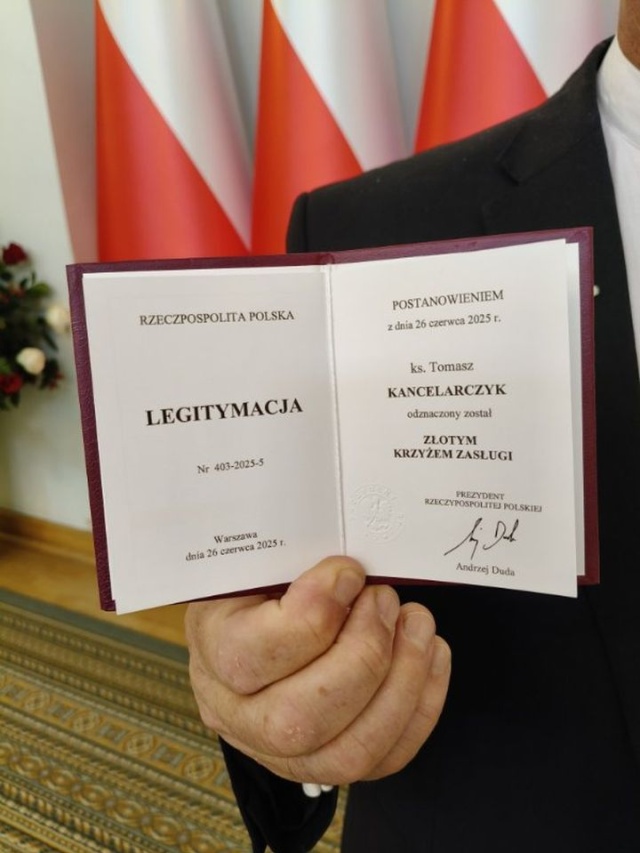 RZECZPOSPOLITA POLSKA
LEGITYMACJA
Nr 403-2025-5
Warszawa
dnia 26 czerwca 2025 r.
POSTANOWIENIEM
z dnia 26 czerwca 2025 r.
ks. Tomasz
KANCELARCZYK
odznaczony został
ZŁOTYM
KRZYŻEM ZASŁUGI
PREZYDENT
RZECZYPOSPOLITEJ POLSKIEJ
Andrzej Duda